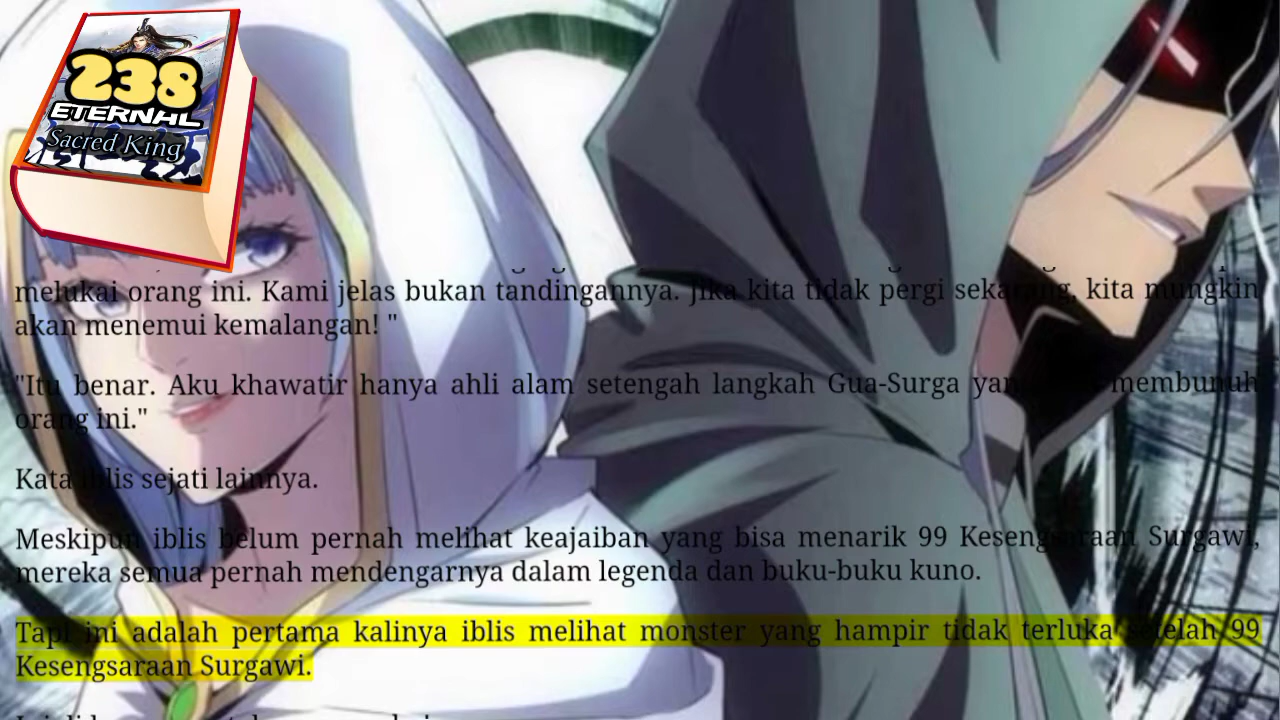 238
ETERNAL
Sacred King
melukai orang ini. Kami jelas bukan tandingannya. Jika kita tidak pergi sekarang, kita mungkin
akan menemui kemalangan! "
"Itu benar. Aku khawatir hanya ahli alam setengah langkah Gua-Surga membunuh
orang ini."
Kata iblis sejati lainnya.
Meskipun iblis belum pernah melihat keajaiban yang bisa menarik 99 Kesengsaraan Surgawi,
mereka semua pernah mendengarnya dalam legenda dan buku-buku kuno.
Tapi ini adalah pertama kalinya iblis melihat monster yang hampir tidak terluka setelah 99
Kesengsaraan Surgawi.